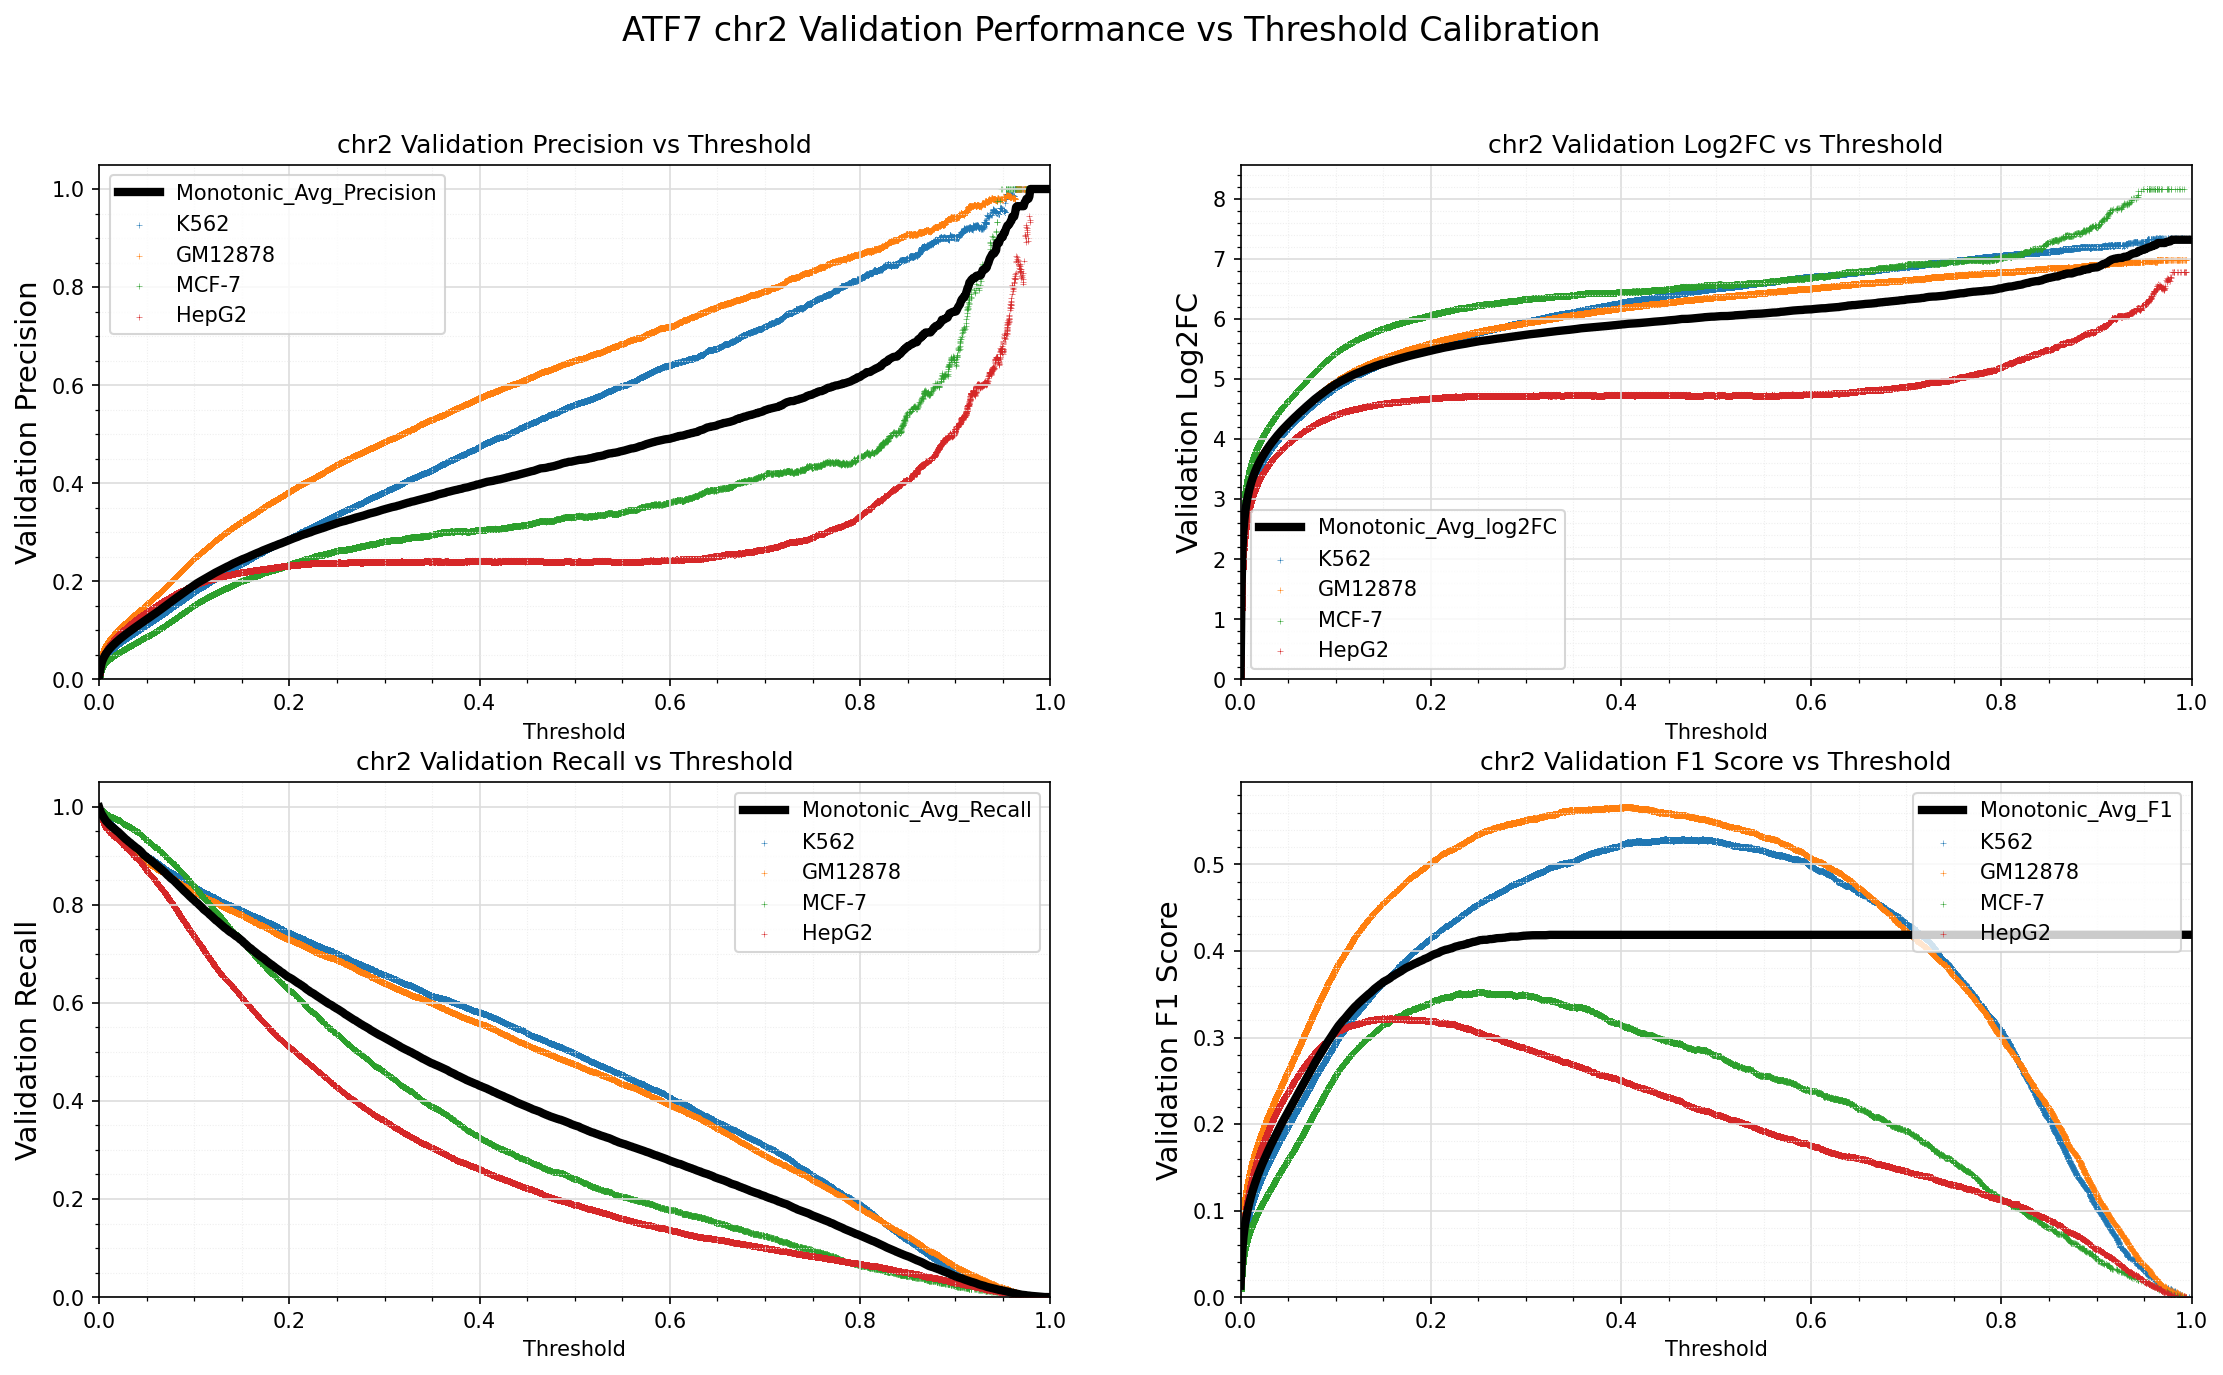 ATF7 chr2 Validation Performance vs Threshold Calibration
chr2 Validation Precision vs Threshold
Validation Precision
1.0
0.8
0.6
0.4
0.2
0.0
Monotonic_Avg_Precision
K562
GM12878
MCF-7
HepG2
0.0 0.2 0.4 0.6 0.8 1.0
Threshold
chr2 Validation Log2FC vs Threshold
Validation Log2FC
8
7
6
5
4
3
2
1
0
Monotonic_Avg_log2FC
K562
GM12878
MCF-7
HepG2
0.0 0.2 0.4 0.6 0.8 1.0
Threshold
chr2 Validation Recall vs Threshold
Validation Recall
1.0
0.8
0.6
0.4
0.2
0.0
Monotonic_Avg_Recall
K562
GM12878
MCF-7
HepG2
0.0 0.2 0.4 0.6 0.8 1.0
Threshold
chr2 Validation F1 Score vs Threshold
Validation F1 Score
0.5
0.4
0.3
0.2
0.1
0.0
Monotonic_Avg_F1
K562
GM12878
MCF-7
HepG2
0.0 0.2 0.4 0.6 0.8 1.0
Threshold